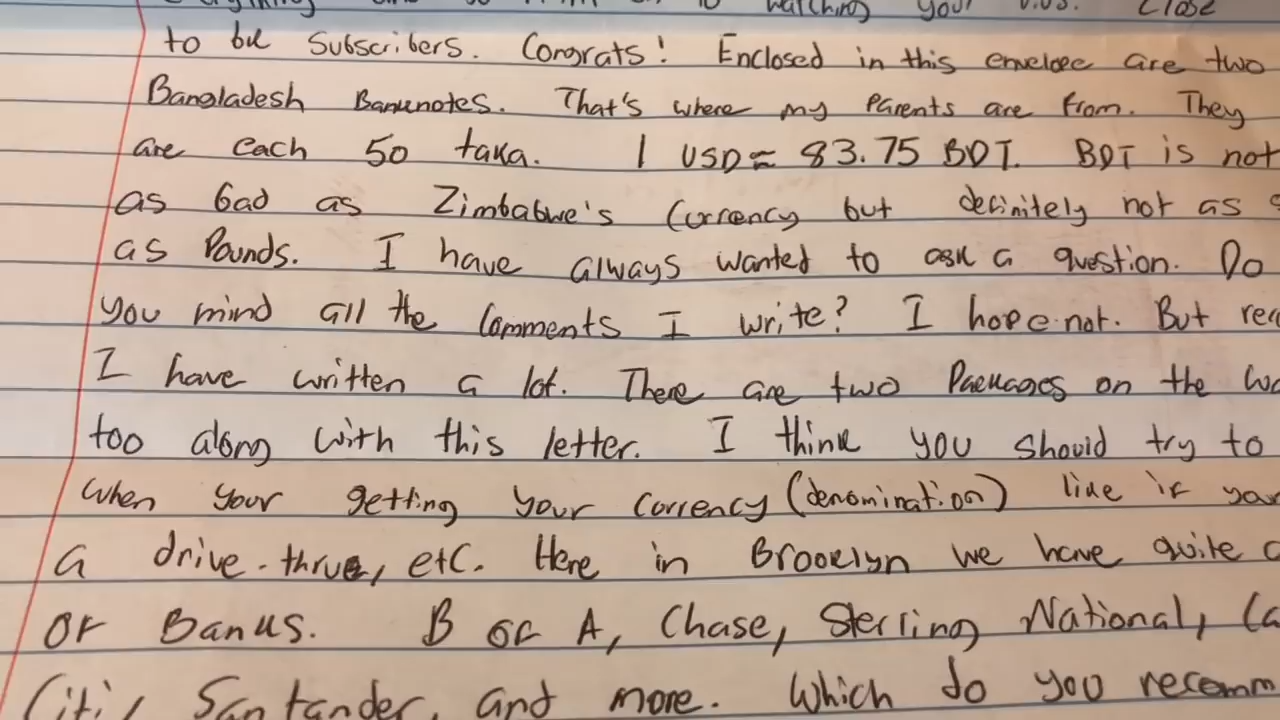 watching your vids. Close
to be Subscribers. Congrats! Enclosed in this envelope are two
Bangladesh Banknotes. That's where my Parents are from. They
are each 50 taka. 1 USD = 83.75 BDT. BDT is not
as bad as Zimbabwe's Currency but definitely not as
as Pounds. I have always wanted to ask a question. Do
you mind all the Comments I write? I hope not. But
I have written a lot. There are two Packages on the
too along with this letter. I think you should try to
when your getting your currency (denomination) like if
a drive-thru, etc. Here in Brooklyn we have quite
of Banks. B of A, Chase, Sterling National,
Citi, Santander, and more. Which do you